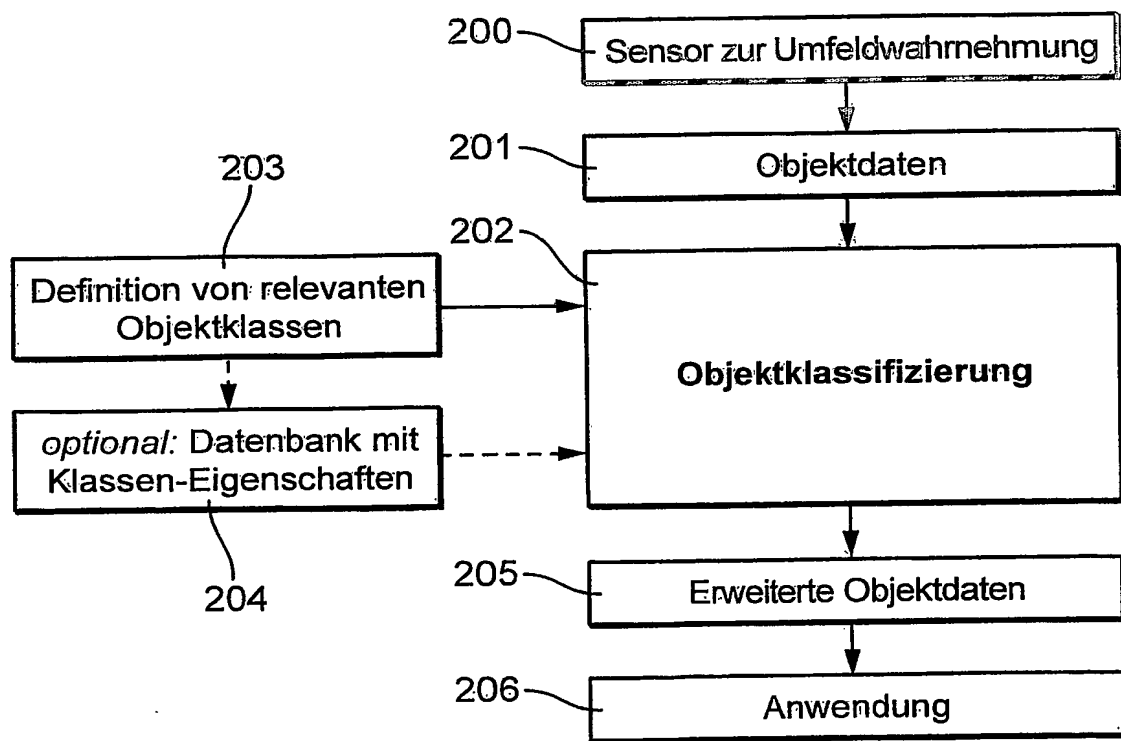 200
Sensor zur Umfeldwahrnehmung
201
Objektdaten
203
202
Definition von relevanten
Objektklassen
Objektklassifizierung
optional: Datenbank mit
Klassen-Eigenschaften
204
205
Erweiterte Objektdaten
206
Anwendung